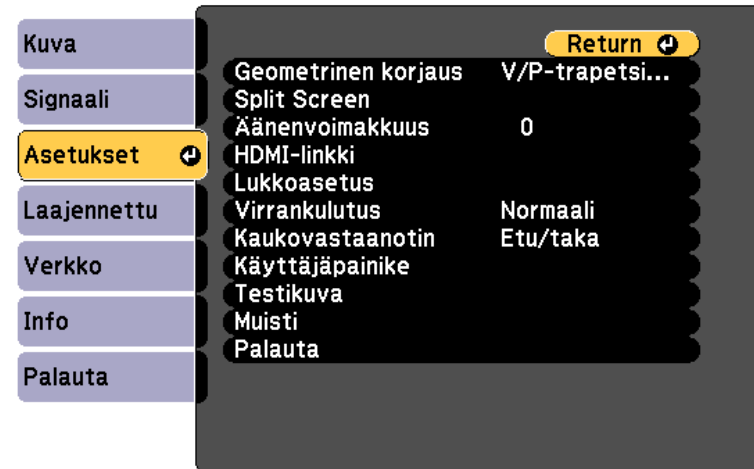 Kuva
Signaali
Asetukset
Laajennettu
Verkko
Info
Palauta
Return
Geometrinen korjaus V/P-trapetsi...
Split Screen
Äänenvoimakkuus 0
HDMI-linkki
Lukkoasetus
Virrankulutus Normaali
Kaukovastaanotin Etu/taka
Käyttäjäpainike
Testikuva
Muisti
Palauta